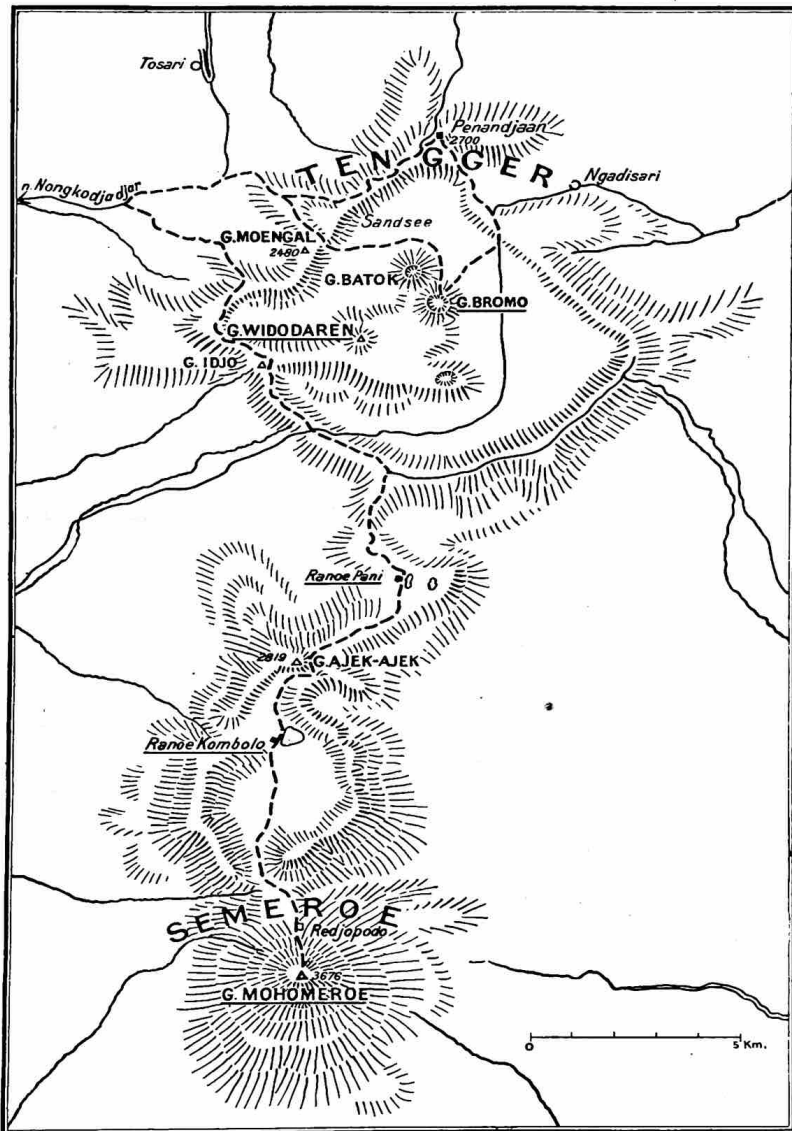 Tosari
Penandjaan
2700
TENGGER
Ngadisari
n. Nongkodjadjar
Sandsee
G.MOENGAL
2480
G.BATOK
G.BROMO
G.WIDODAREN
G. IDJO
Ranoe Pani
2819
G.AJEK-AJEK
Ranoe Kombolo
SEMEROE
Redjopodo
3676
G. MOHOMEROE
0 5 Km.